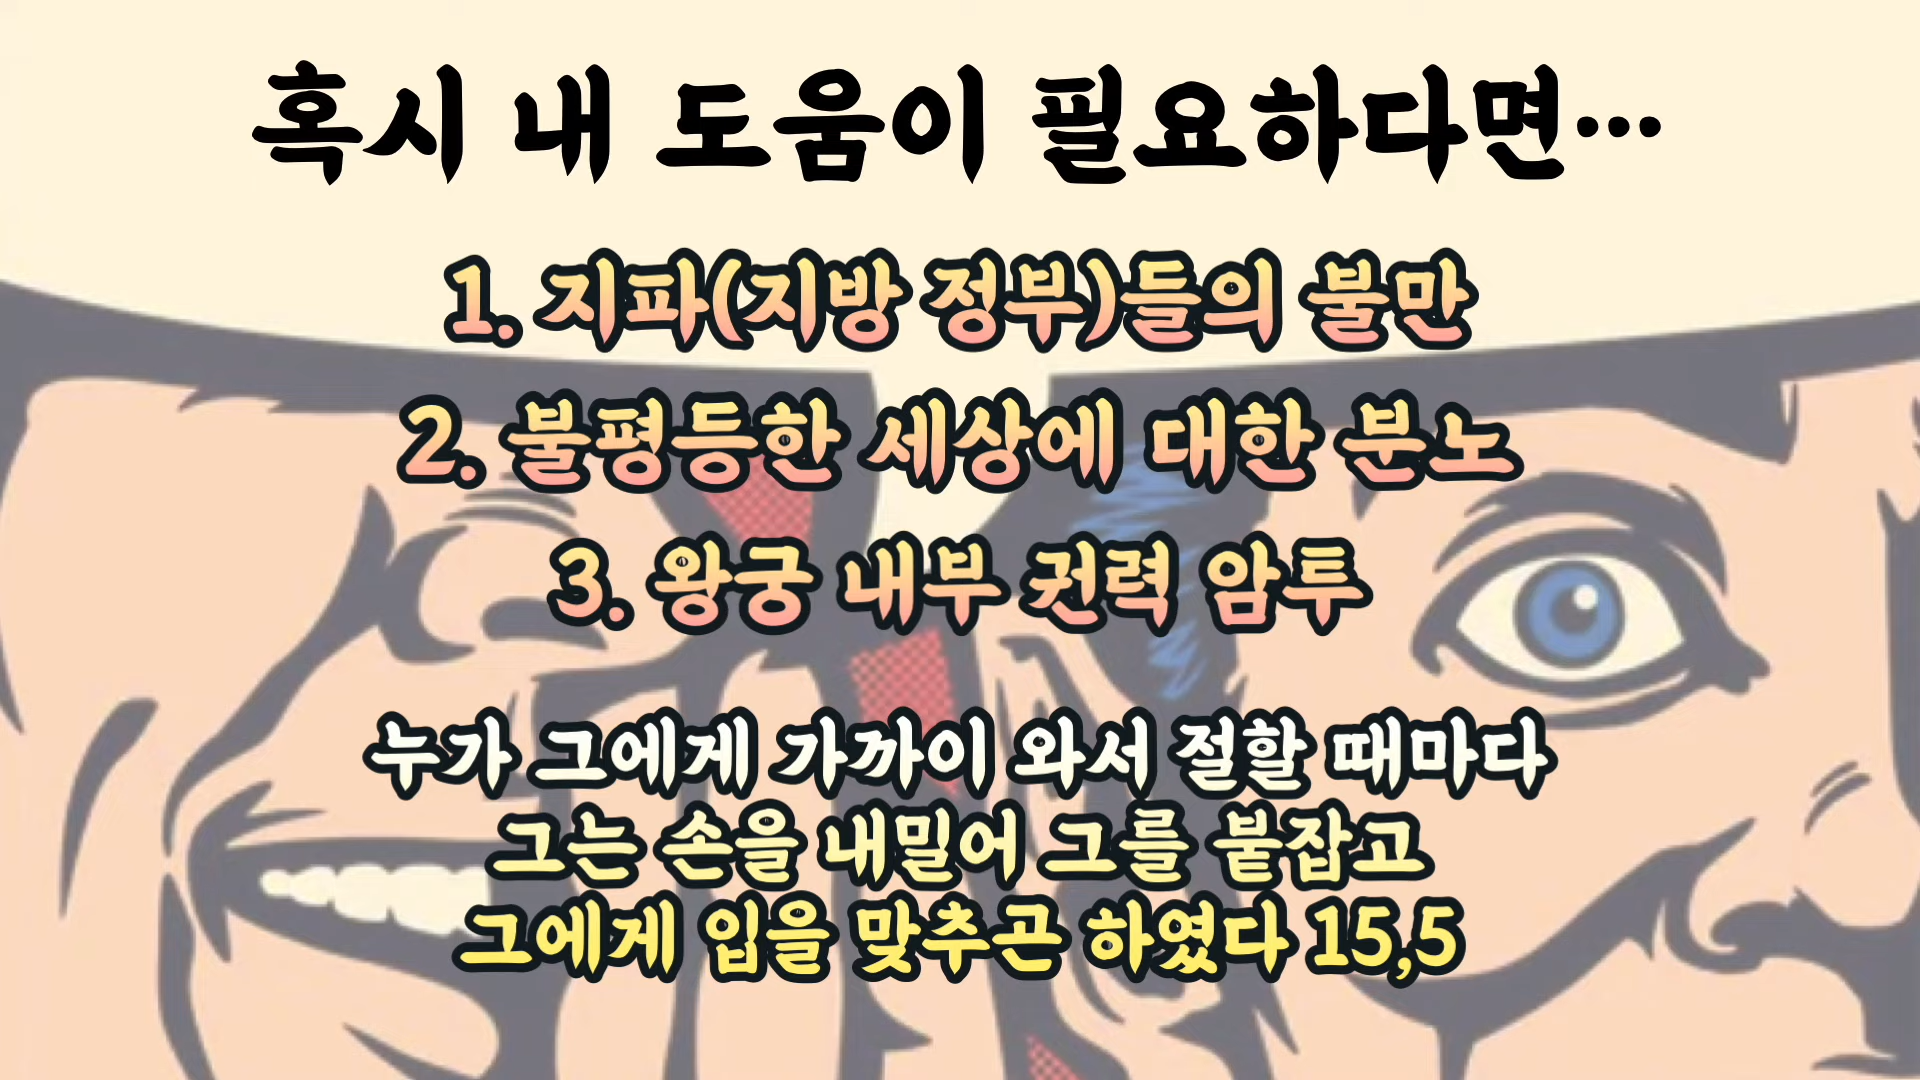 혹시 내 도움이 필요하다면…
1. 지파(지방 정부)들의 불만
2. 불평등한 세상에 대한 분노
3. 왕궁 내부 권력 암투
누가 그에게 가까이 와서 절할 때마다
그는 손을 내밀어 그를 붙잡고
그에게 입을 맞추곤 하였다 15,5